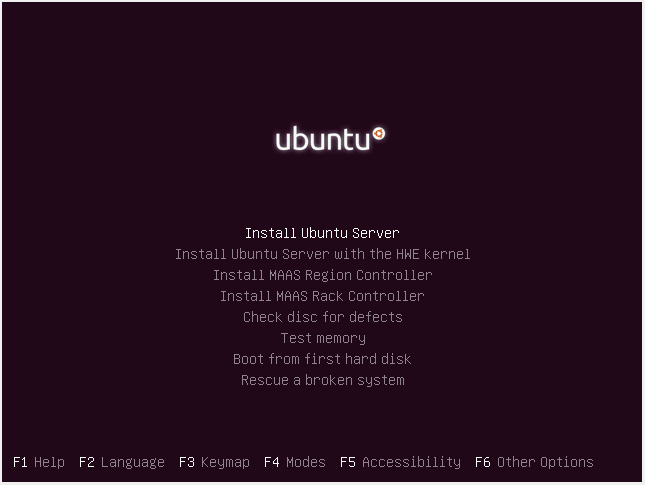 ubuntu
Install Ubuntu Server
Install Ubuntu Server with the HWE kernel
Install MAAS Region Controller
Install MAAS Rack Controller
Check disc for defects
Test memory
Boot from first hard disk
Rescue a broken system
F1 Help F2 Language F3 Keymap F4 Modes F5 Accessibility F6 Other Options